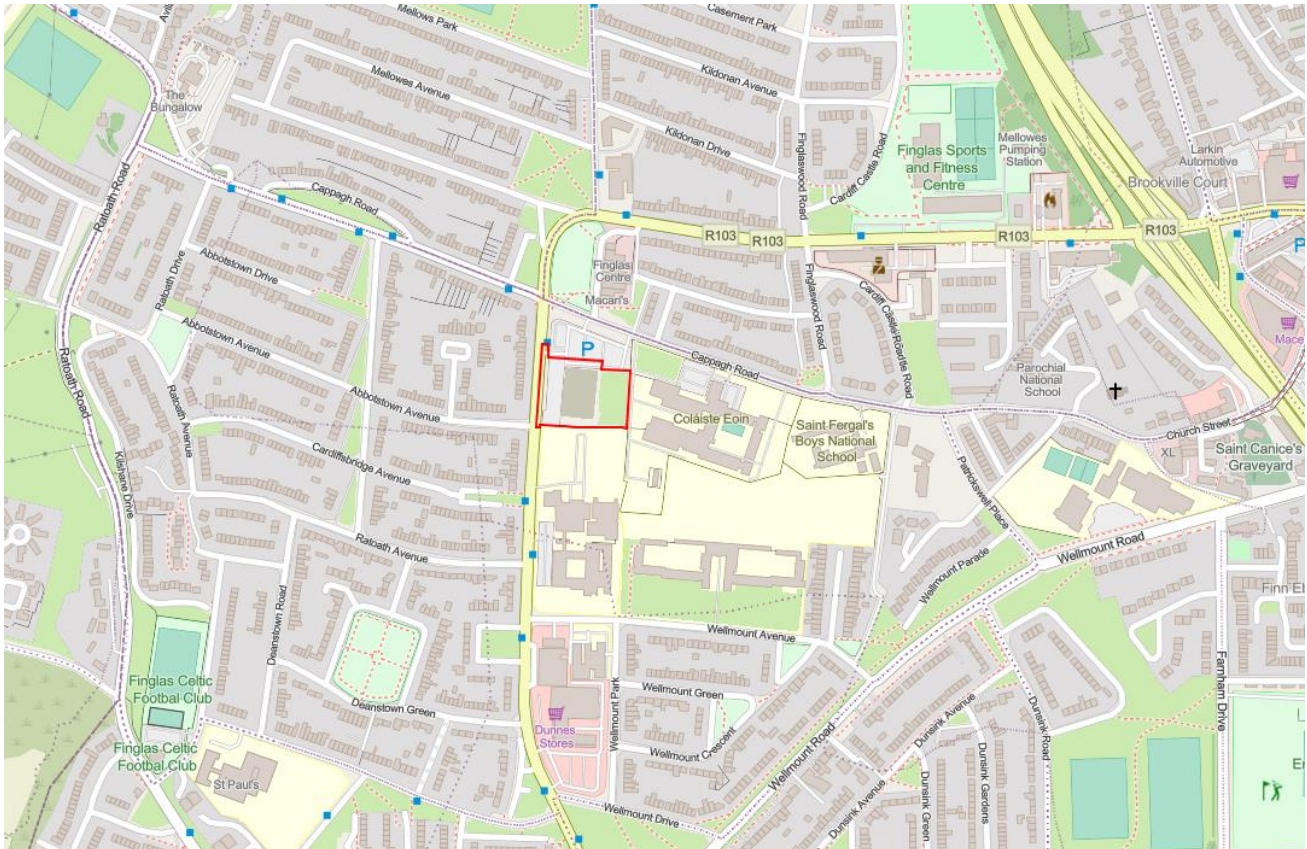 Mellows Park
Casement Park
Mellowes Avenue
Kildonan Avenue
The
Bungalow
Kildonan Drive
Finglaswood Road
Cardiff Castle Road
Finglas Sports
and Fitness
Centre
Mellowes
Pumping
Station
Larkin
Automotive
Brookville Court
Ratoath Road
Cappagh Road
R103
R103
R103
R103
P
Ratoath Drive
Abbotstown Drive
Finglas
Centre
Macari's
Finglaswood Road
Mace
Abbotstown Avenue
P
Cappagh Road
Parochial
National
School
Ratoath Road
Ratoath Avenue
Abbotstown Avenue
Coláiste Eoin
Saint Fergal's
Boys National
School
Church Street
XL
Saint Canice's
Graveyard
Kilshane Drive
Cardiffsbridge Avenue
Patrickswell Place
Ratoath Avenue
Wellmount Road
Wellmount Parade
Deanstown Road
Wellmount Avenue
Farnham Drive
Finglas Celtic
Footbal Club
Deanstown Green
Wellmount Park
Wellmount Green
Dunsink Avenue
Dunsink Road
Dunnes
Stores
Wellmount Crescent
Wellmount Road
Finglas Celtic
Footbal Club
St Paul's
Wellmount Drive
Dunsink Avenue
Dunsink Green
Dunsink Gardens